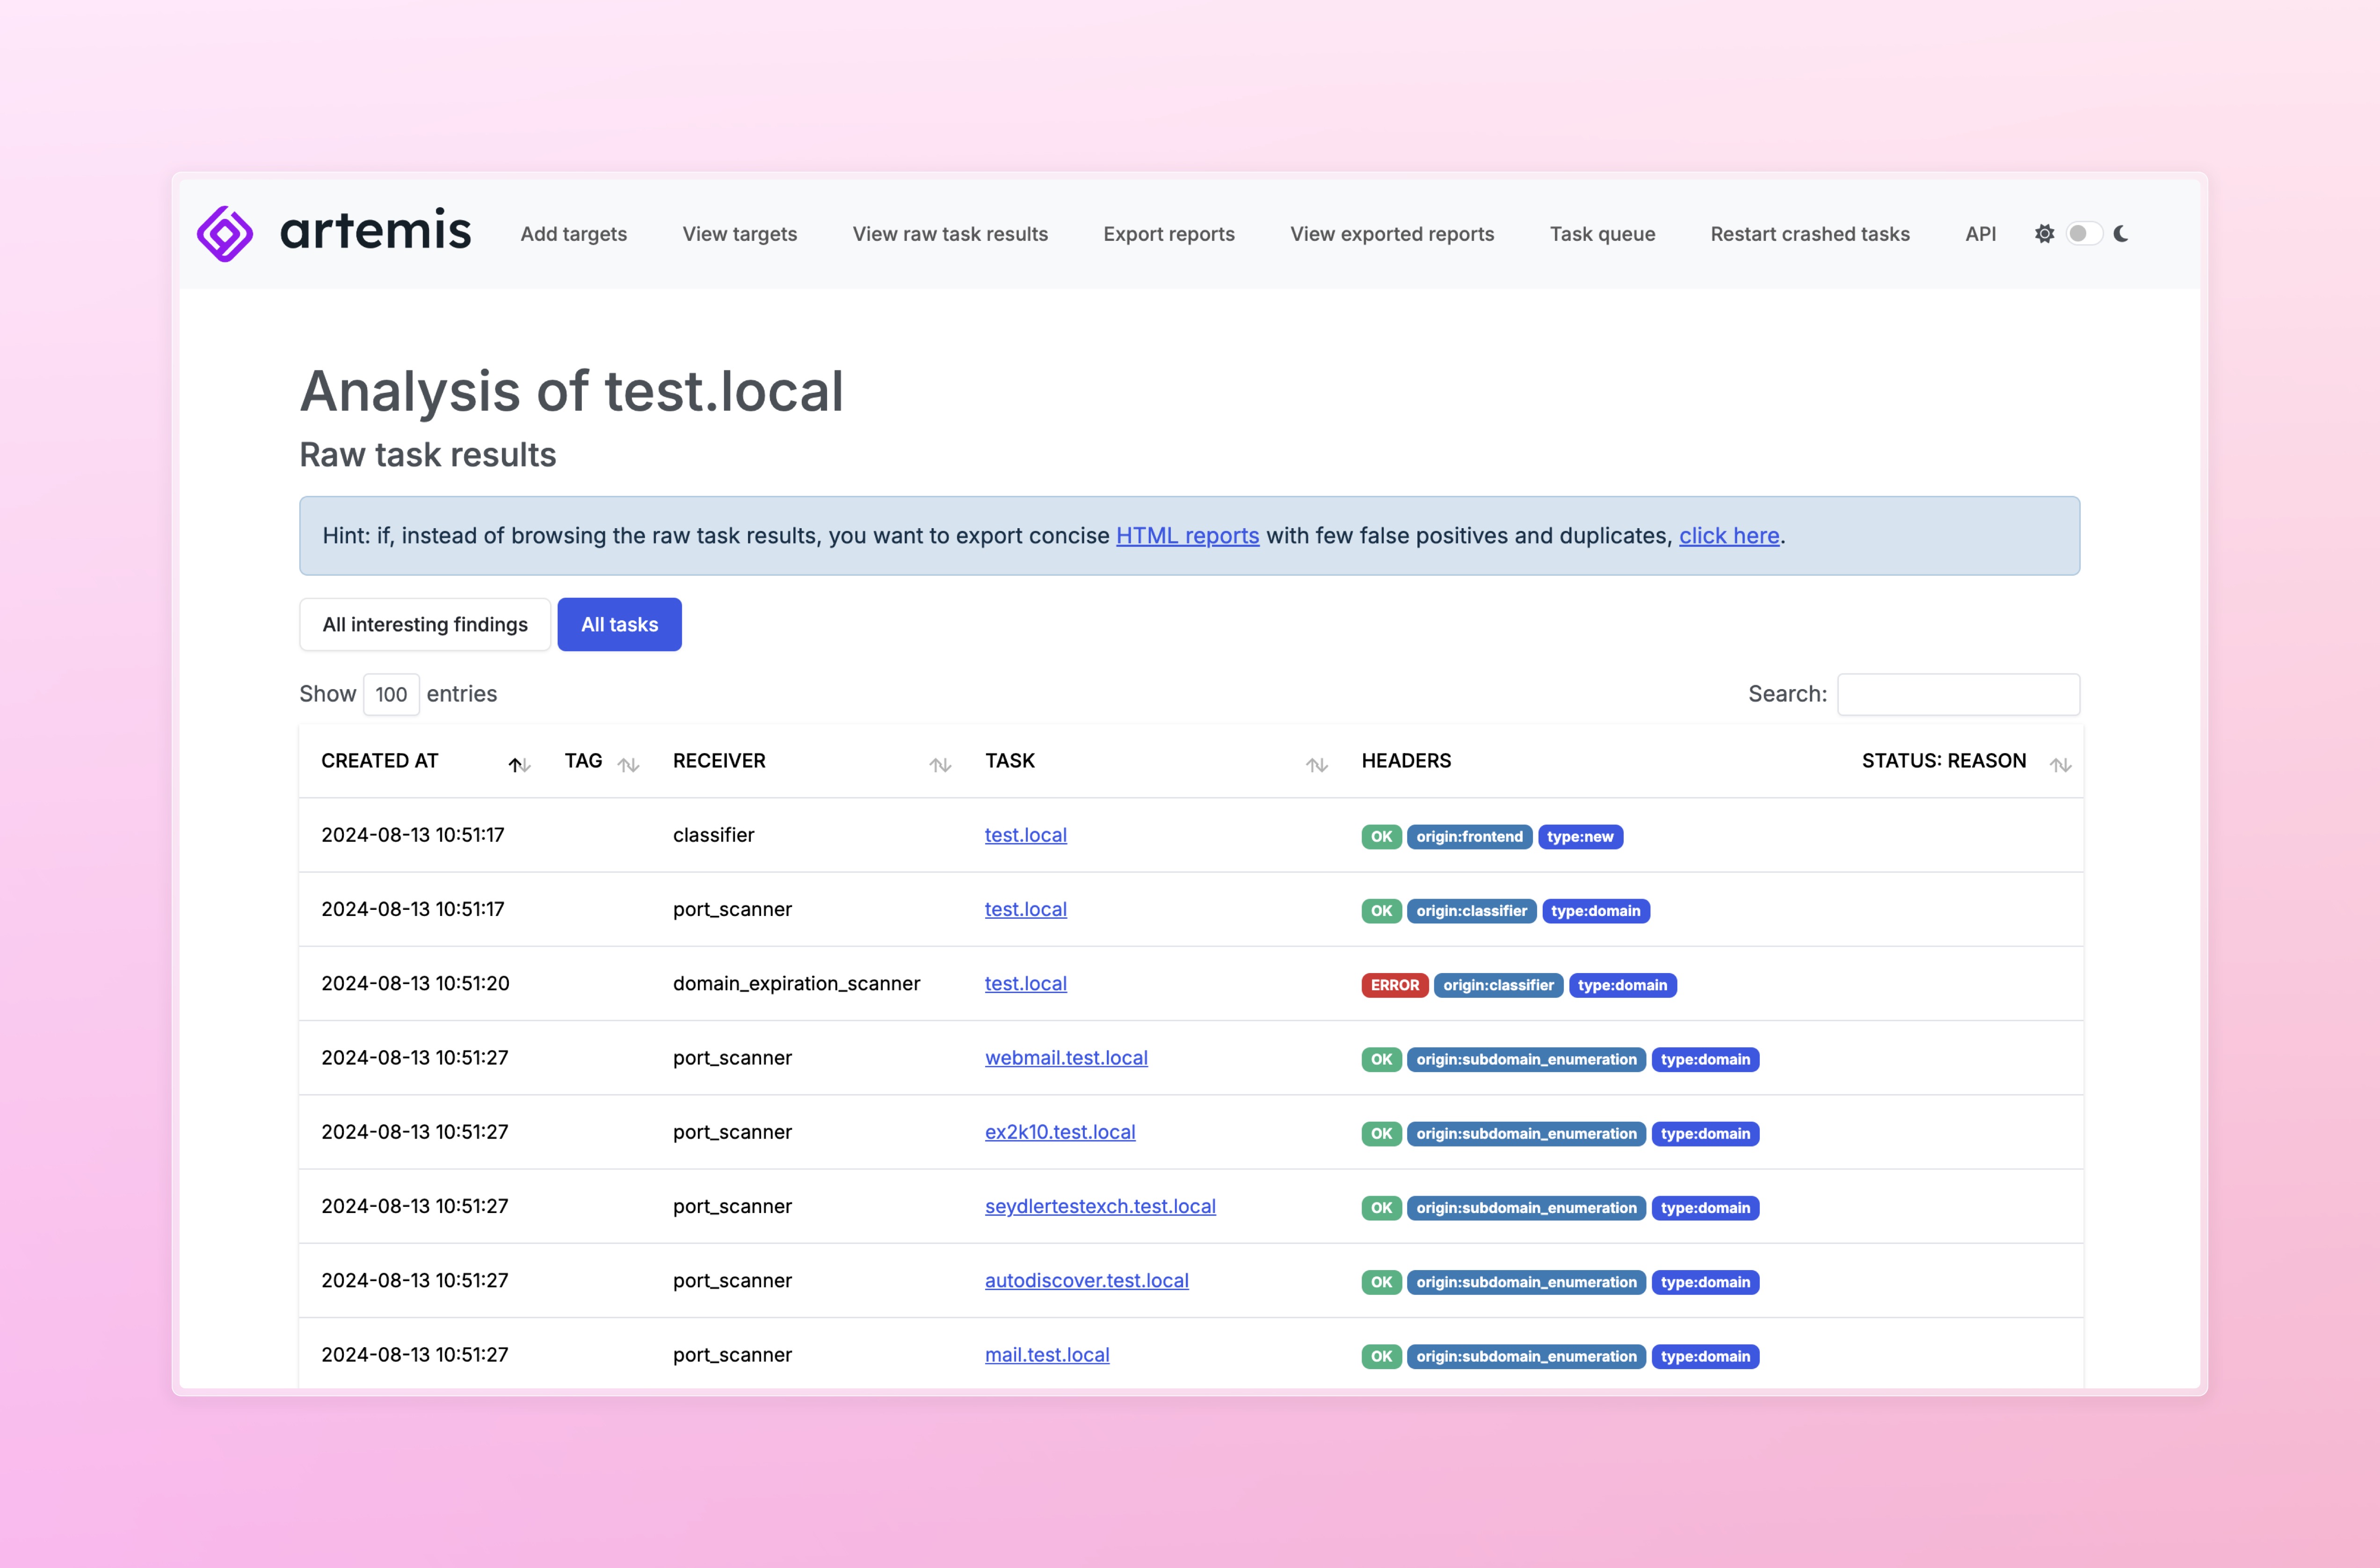 artemis Add targets View targets View raw task results Export reports View exported reports Task queue Restart crashed tasks API
Analysis of test.local
Raw task results
Hint: if, instead of browsing the raw task results, you want to export concise HTML reports with few false positives and duplicates, click here.
All interesting findings All tasks
Show 100 entries Search:
CREATED AT TAG RECEIVER TASK HEADERS STATUS: REASON
2024-08-13 10:51:17 classifier test.local OK origin:frontend type:new
2024-08-13 10:51:17 port_scanner test.local OK origin:classifier type:domain
2024-08-13 10:51:20 domain_expiration_scanner test.local ERROR origin:classifier type:domain
2024-08-13 10:51:27 port_scanner webmail.test.local OK origin:subdomain_enumeration type:domain
2024-08-13 10:51:27 port_scanner ex2k10.test.local OK origin:subdomain_enumeration type:domain
2024-08-13 10:51:27 port_scanner seydlertestexch.test.local OK origin:subdomain_enumeration type:domain
2024-08-13 10:51:27 port_scanner autodiscover.test.local OK origin:subdomain_enumeration type:domain
2024-08-13 10:51:27 port_scanner mail.test.local OK origin:subdomain_enumeration type:domain